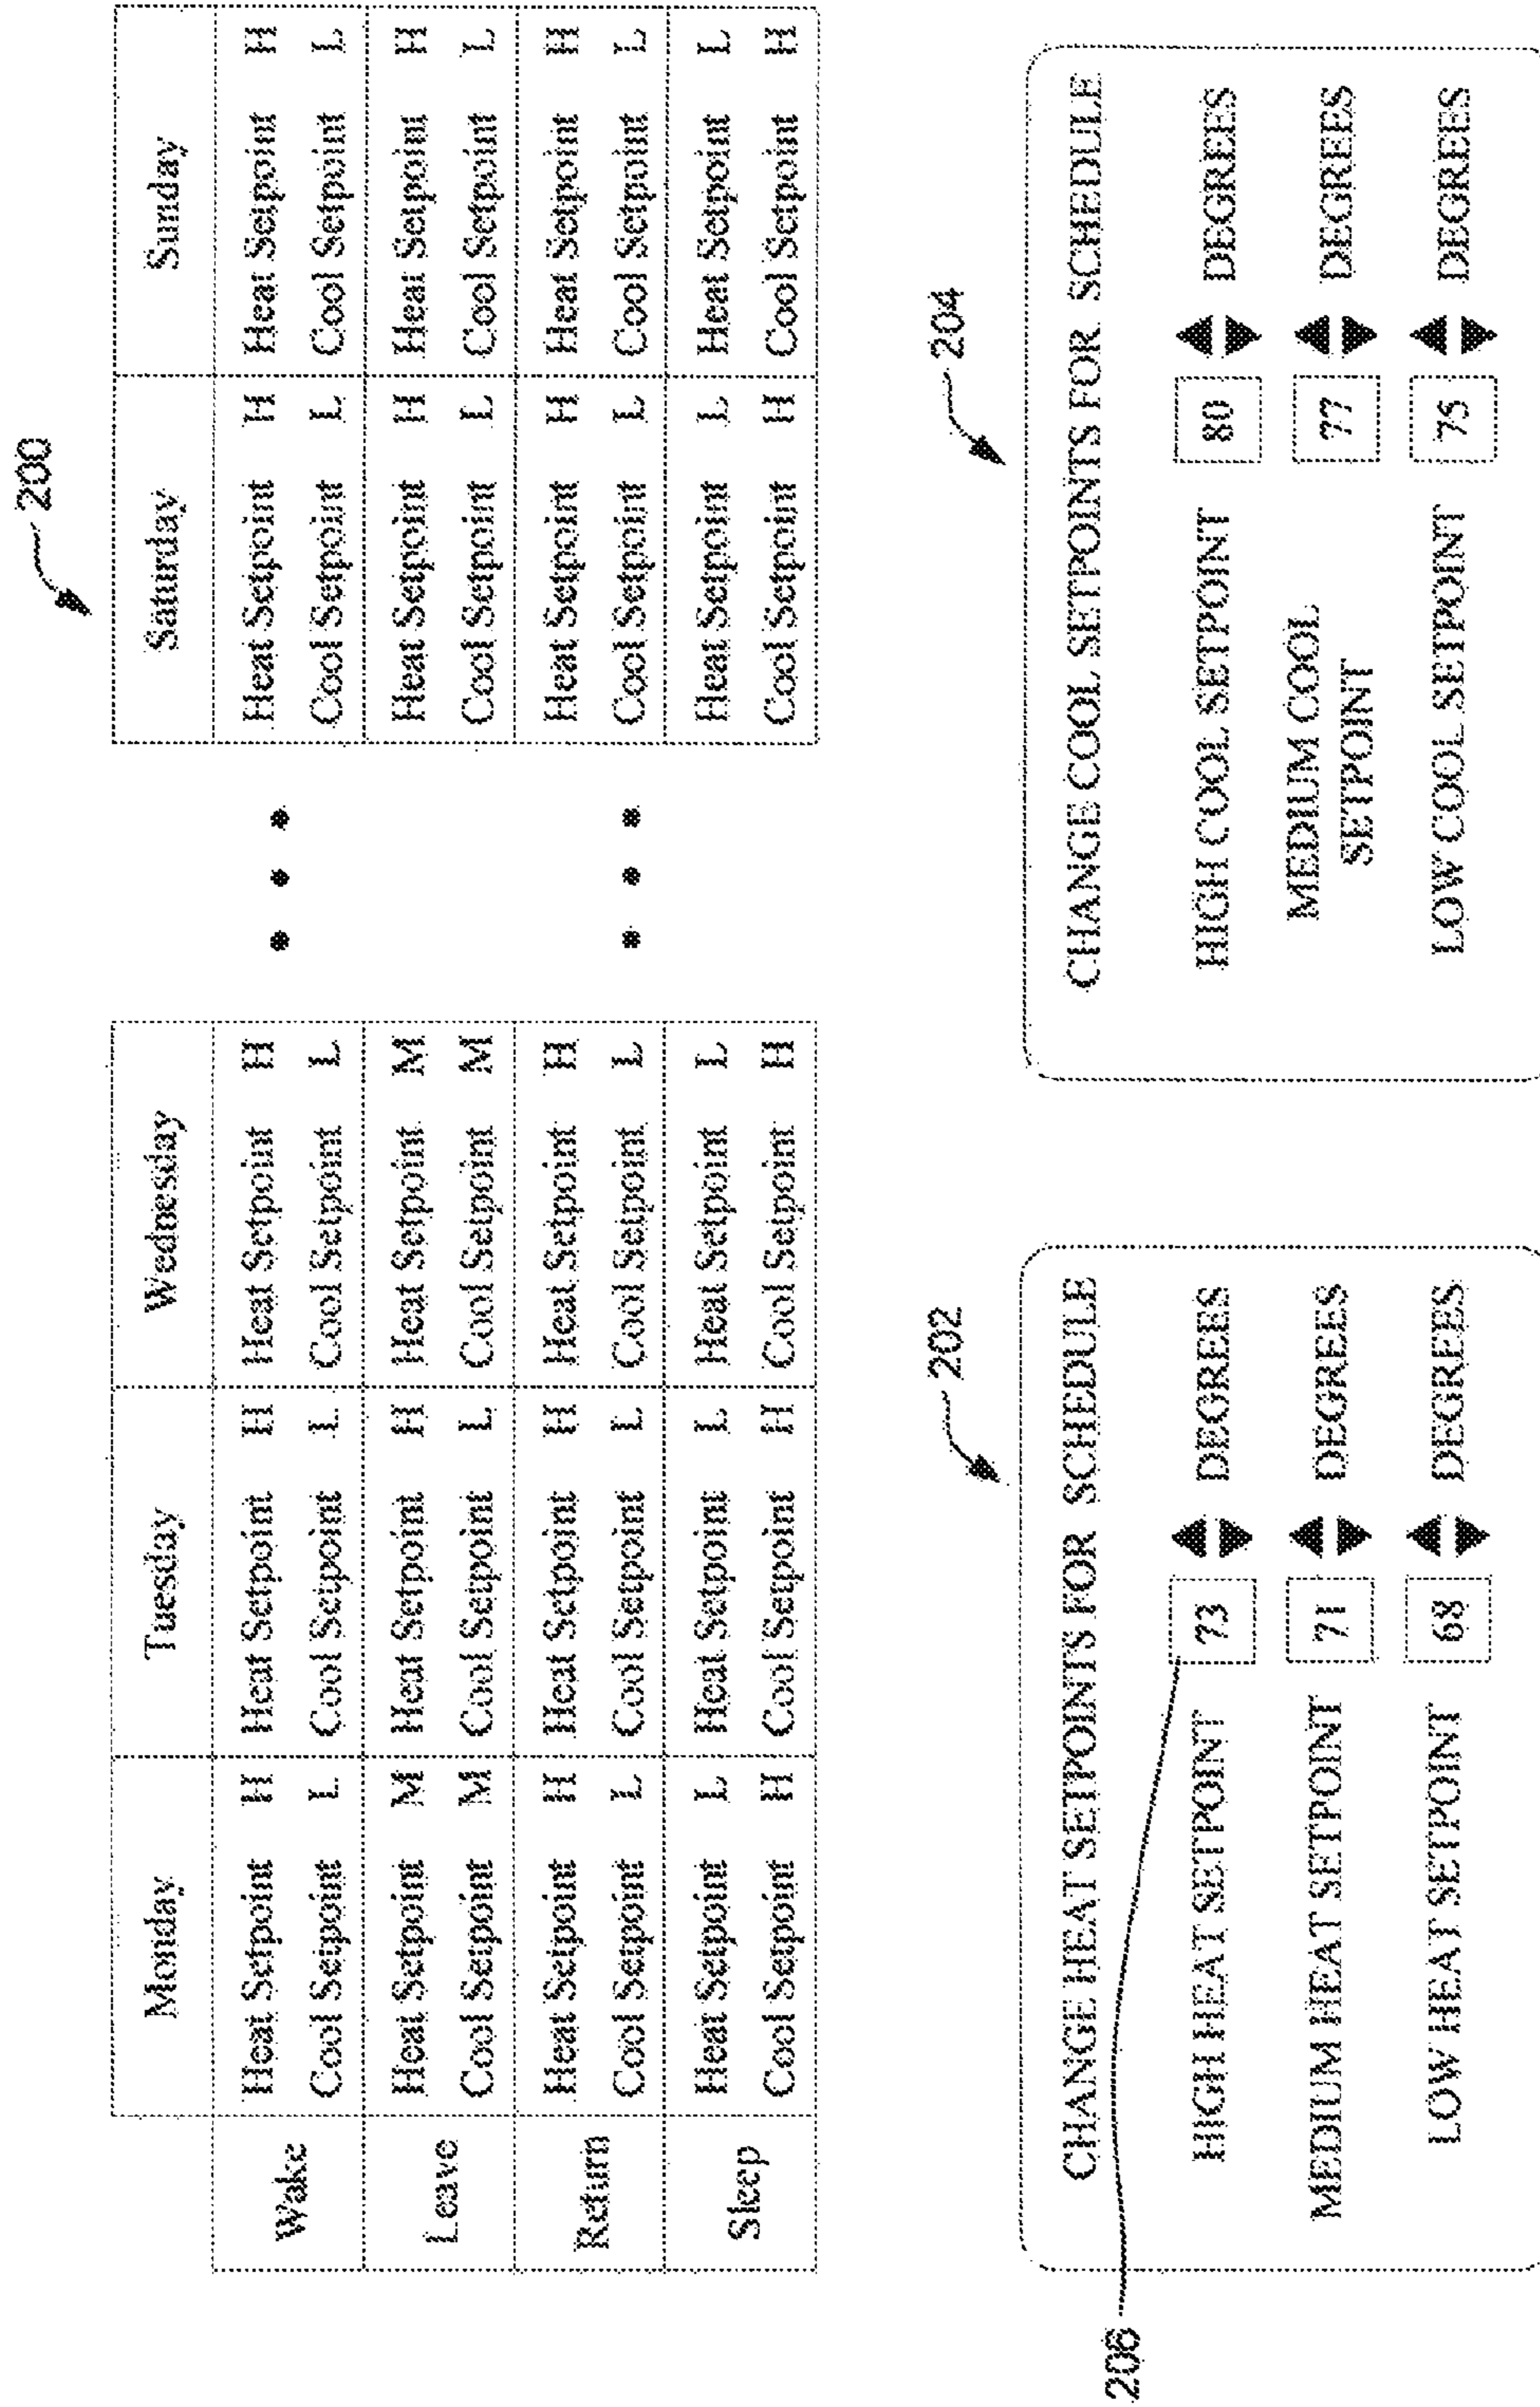 200
Monday Tuesday Wednesday Saturday Sunday
Wake Heat Setpoint H Heat Setpoint H Heat Setpoint H Heat Setpoint H Heat Setpoint H
Cool Setpoint L Cool Setpoint L Cool Setpoint L Cool Setpoint L Cool Setpoint L
Leave Heat Setpoint M Heat Setpoint H Heat Setpoint M Heat Setpoint H Heat Setpoint H
Cool Setpoint M Cool Setpoint L Cool Setpoint M Cool Setpoint L Cool Setpoint L
Return Heat Setpoint H Heat Setpoint H Heat Setpoint H Heat Setpoint H Heat Setpoint H
Cool Setpoint L Cool Setpoint L Cool Setpoint L Cool Setpoint L Cool Setpoint L
Sleep Heat Setpoint L Heat Setpoint L Heat Setpoint L Heat Setpoint L Heat Setpoint L
Cool Setpoint H Cool Setpoint H Cool Setpoint H Cool Setpoint H Cool Setpoint H
202
CHANGE HEAT SETPOINTS FOR SCHEDULE
HIGH HEAT SETPOINT 73 DEGREES
MEDIUM HEAT SETPOINT 71 DEGREES
LOW HEAT SETPOINT 68 DEGREES
206
204
CHANGE COOL SETPOINTS FOR SCHEDULE
HIGH COOL SETPOINT 80 DEGREES
MEDIUM COOL
SETPOINT 77 DEGREES
LOW COOL SETPOINT 75 DEGREES